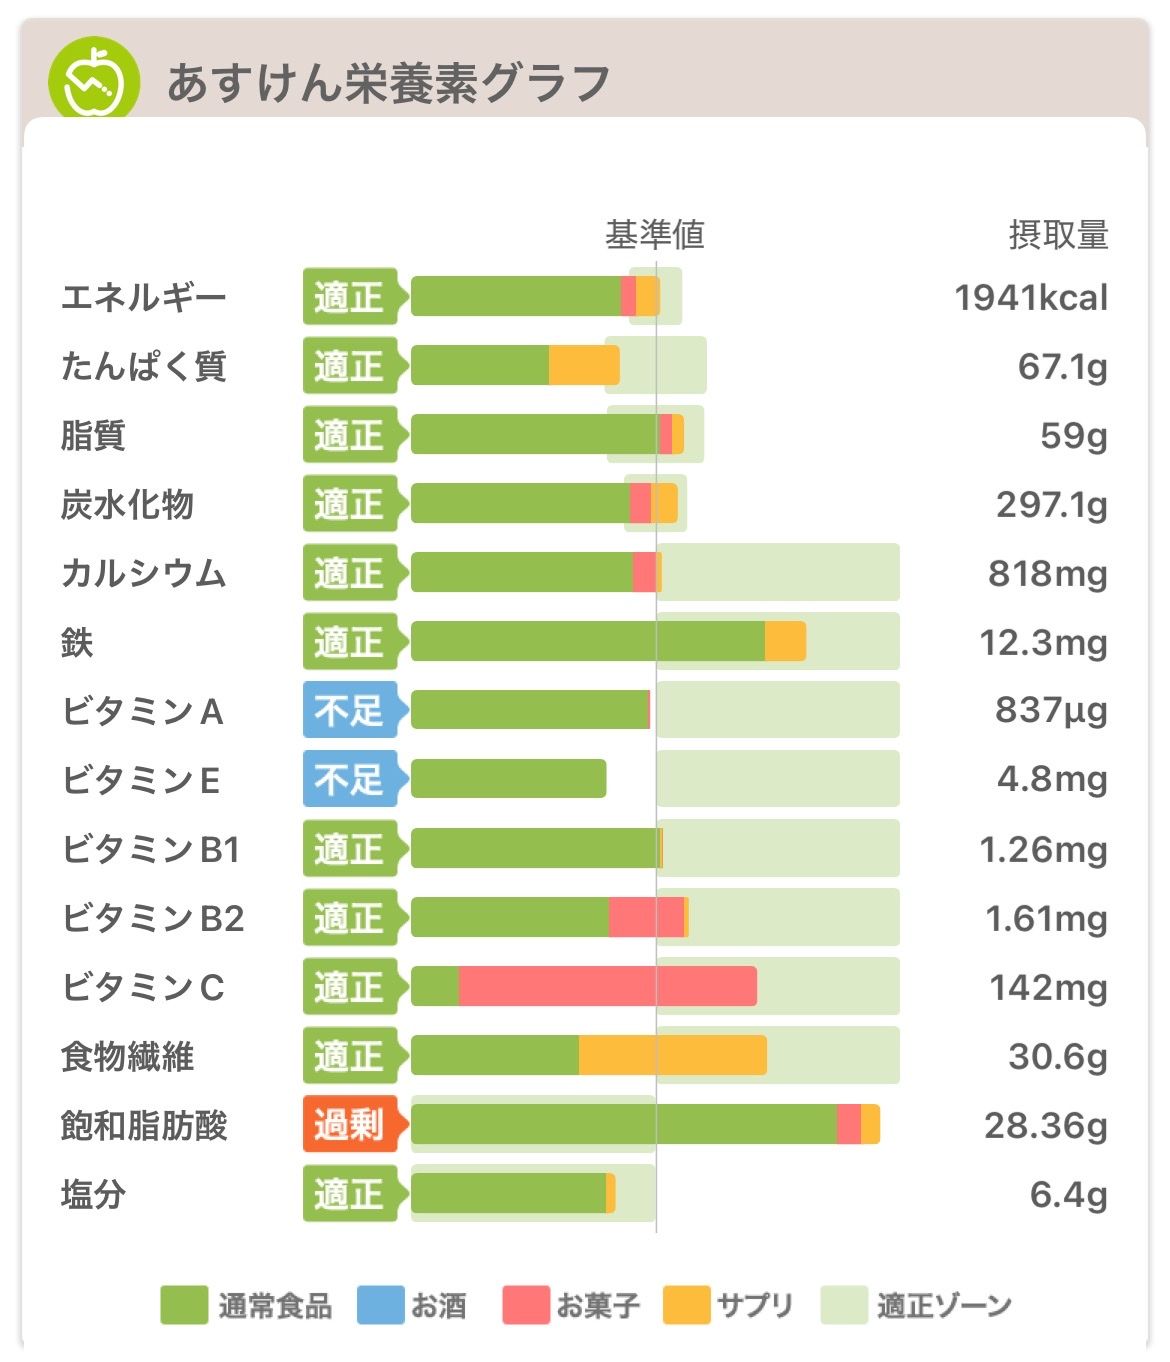 あすけん栄養素グラフ
基準値 摂取量
エネルギー 適正 1941kcal
たんぱく質 適正 67.1g
脂質 適正 59g
炭水化物 適正 297.1g
カルシウム 適正 818mg
鉄 適正 12.3mg
ビタミンA 不足 837μg
ビタミンE 不足 4.8mg
ビタミンB1 適正 1.26mg
ビタミンB2 適正 1.61mg
ビタミンC 適正 142mg
食物繊維 適正 30.6g
飽和脂肪酸 過剰 28.36g
塩分 適正 6.4g
通常食品 お酒 お菓子 サプリ 適正ゾーン